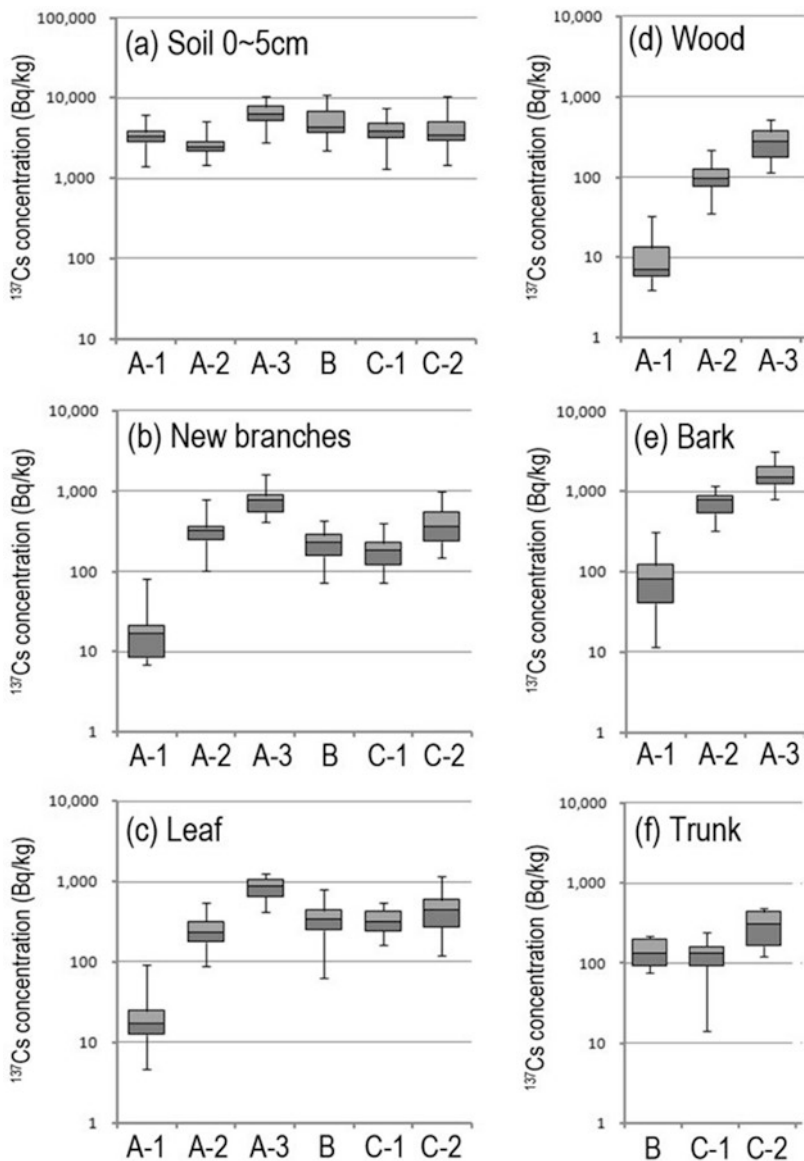 100,000
10,000
1,000
100
10
¹³⁷Cs concentration (Bq/kg)
(a) Soil 0~5cm
A-1 A-2 A-3 B C-1 C-2
10,000
1,000
100
10
1
¹³⁷Cs concentration (Bq/kg)
(d) Wood
A-1 A-2 A-3
10,000
1,000
100
10
1
¹³⁷Cs concentration (Bq/kg)
(b) New branches
A-1 A-2 A-3 B C-1 C-2
10,000
1,000
100
10
1
¹³⁷Cs concentration (Bq/kg)
(e) Bark
A-1 A-2 A-3
10,000
1,000
100
10
1
¹³⁷Cs concentration (Bq/kg)
(c) Leaf
A-1 A-2 A-3 B C-1 C-2
10,000
1,000
100
10
1
¹³⁷Cs concentration (Bq/kg)
(f) Trunk
B C-1 C-2